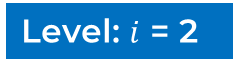 Level: i = 2